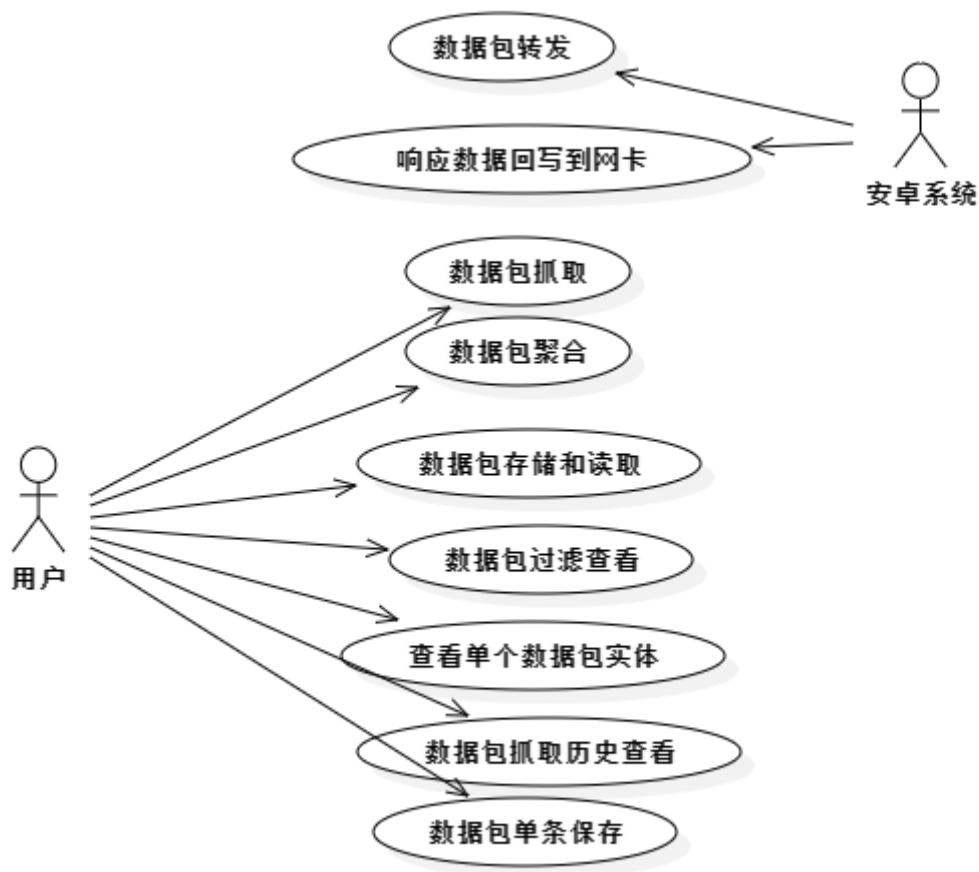 数据包转发
响应数据回写到网卡
安卓系统
数据包抓取
数据包聚合
数据包存储和读取
数据包过滤查看
用户
查看单个数据包实体
数据包抓取历史查看
数据包单条保存